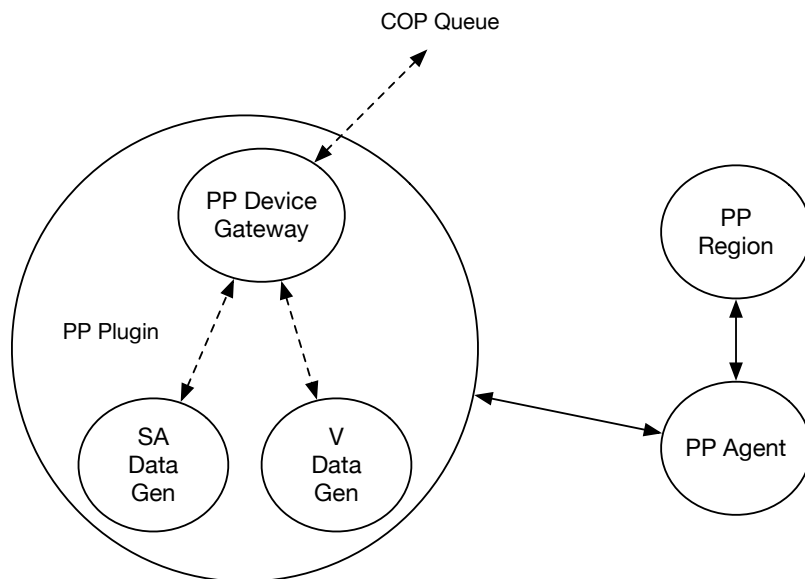 COP Queue
PP Device
Gateway
PP
Region
PP Plugin
SA
Data
Gen
V
Data
Gen
PP Agent